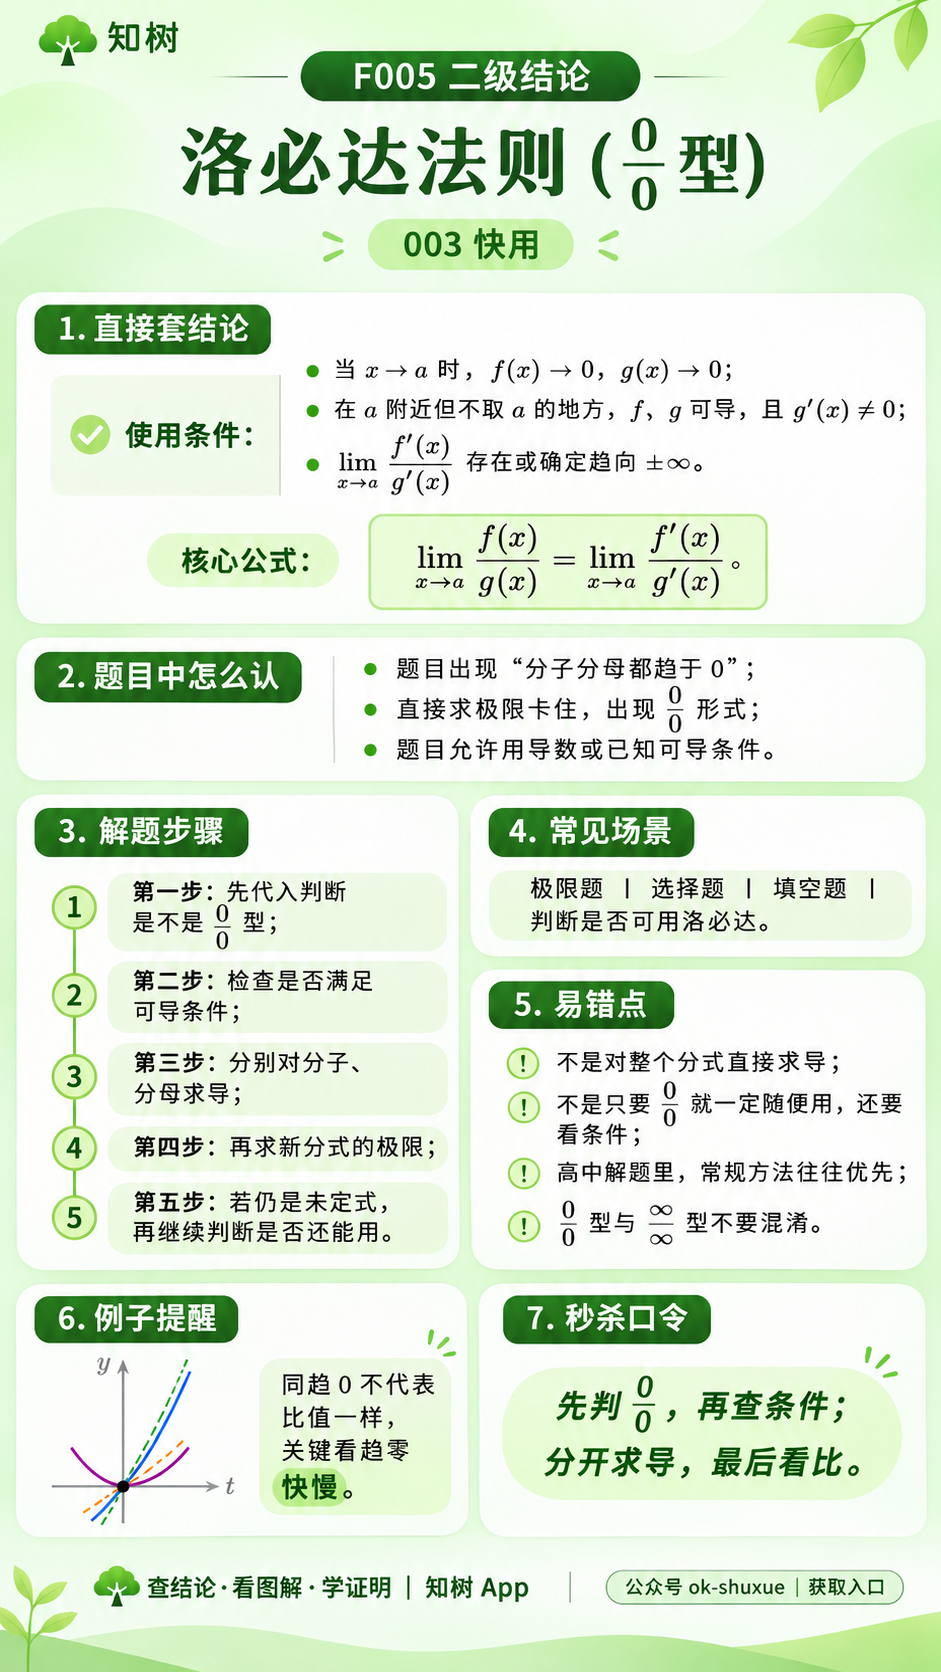 知树
F005 二级结论
洛必达法则 (0/0 型)
003 快用
1. 直接套结论
使用条件：
当 x→a 时，f(x)→0，g(x)→0；
在 a 附近但不取 a 的地方，f、g 可导，且 g′(x)≠0；
lim x→a f′(x)/g′(x) 存在或确定趋向 ±∞。
核心公式：
lim x→a f(x)/g(x) = lim x→a f′(x)/g′(x)。
2. 题目中怎么认
题目出现“分子分母都趋于 0”；
直接求极限卡住，出现 0/0 形式；
题目允许用导数或已知可导条件。
3. 解题步骤
1
第一步：先代入判断
是不是 0/0 型；
2
第二步：检查是否满足
可导条件；
3
第三步：分别对分子、
分母求导；
4
第四步：再求新分式的极限；
5
第五步：若仍是未定式，
再继续判断是否还能用。
4. 常见场景
极限题 | 选择题 | 填空题 |
判断是否可用洛必达。
5. 易错点
! 不是对整个分式直接求导；
! 不是只要 0/0 就一定随便用，还要
看条件；
! 高中解题里，常规方法往往优先；
! 0/0 型与 ∞/∞ 型不要混淆。
6. 例子提醒
y
t
同趋 0 不代表
比值一样，
关键看趋零
快慢。
7. 秒杀口令
先判 0/0，再查条件；
分开求导，最后看比。
查结论·看图解·学证明 | 知树 App
公众号 ok-shuxue | 获取入口